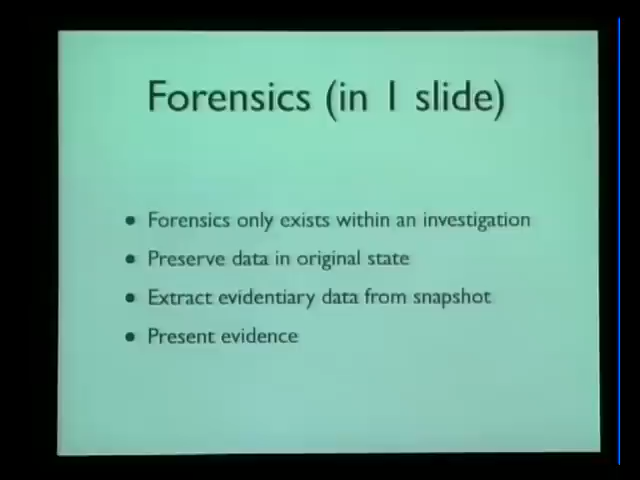 Forensics (in 1 slide)
• Forensics only exists within an investigation
• Preserve data in original state
• Extract evidentiary data from snapshot
• Present evidence